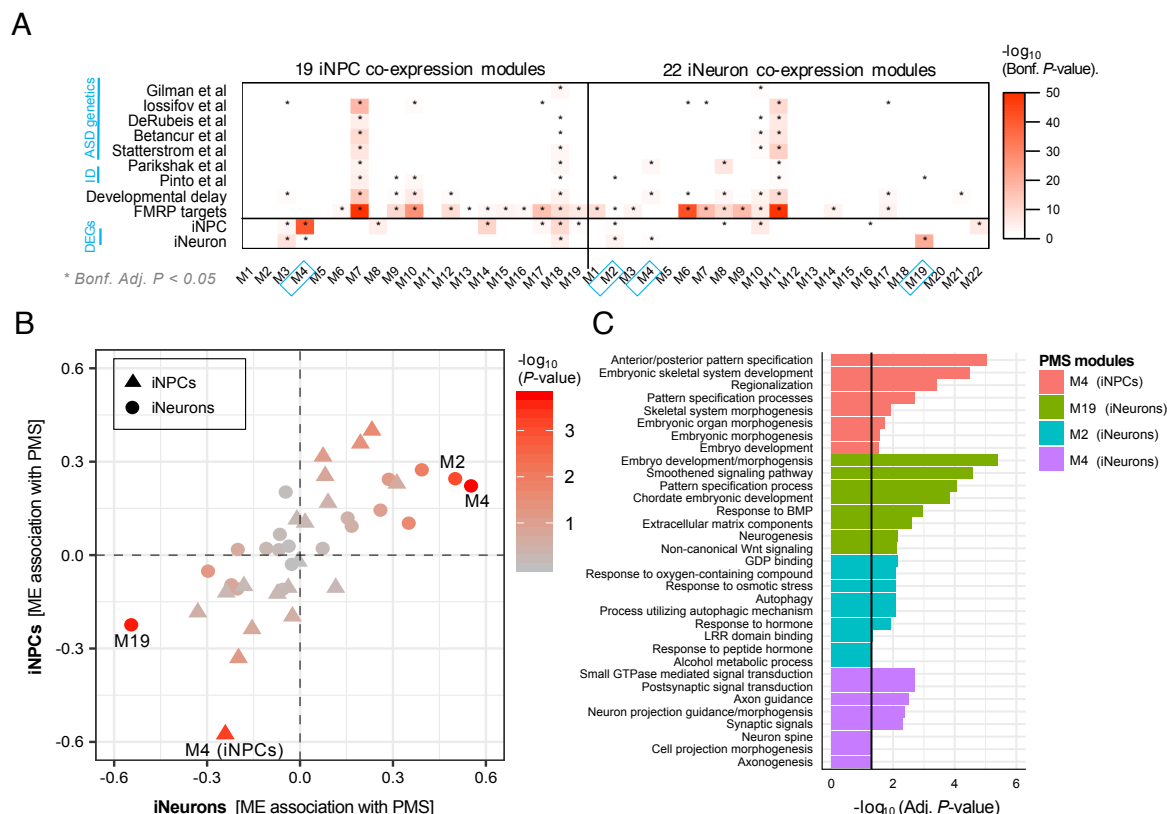 A
19 iNPC co-expression modules
22 iNeuron co-expression modules
-log10
(Bonf. P-value).
ASD genetics
ID
DEGs
Gilman et al
Iossifov et al
DeRubeis et al
Betancur et al
Statterstrom et al
Parikshak et al
Pinto et al
Developmental delay
FMRP targets
iNPC
iNeuron
50
40
30
20
10
0
* Bonf. Adj. P < 0.05
M1 M2 M3 M4 M5 M6 M7 M8 M9 M10 M11 M12 M13 M14 M15 M16 M17 M18 M19 M1 M2 M3 M4 M5 M6 M7 M8 M9 M10 M11 M12 M13 M14 M15 M16 M17 M18 M19 M20 M21 M22
B
iNPCs
iNeurons
-log10
(P-value)
3
2
1
M2
M4
M19
M4 (iNPCs)
0.6
0.3
0.0
-0.3
-0.6
-0.6 -0.3 0.0 0.3 0.6
iNPCs [ME association with PMS]
iNeurons [ME association with PMS]
C
Anterior/posterior pattern specification
Embryonic skeletal system development
Regionalization
Pattern specification processes
Skeletal system morphogenesis
Embryonic organ morphogenesis
Embryonic morphogenesis
Embryo development
Embryo development/morphogensis
Smoothened signaling pathway
Pattern specification process
Chordate embryonic development
Response to BMP
Extracellular matrix components
Neurogenesis
Non-canonical Wnt signaling
GDP binding
Response to oxygen-containing compound
Response to osmotic stress
Autophagy
Process utilizing autophagic mechanism
Response to hormone
LRR domain binding
Response to peptide hormone
Alcohol metabolic process
Small GTPase mediated signal transduction
Postsynaptic signal transduction
Axon guidance
Neuron projection guidance/morphogensis
Synaptic signals
Neuron spine
Cell projection morphogenesis
Axonogenesis
0 2 4 6
-log10 (Adj. P-value)
PMS modules
M4 (iNPCs)
M19 (iNeurons)
M2 (iNeurons)
M4 (iNeurons)